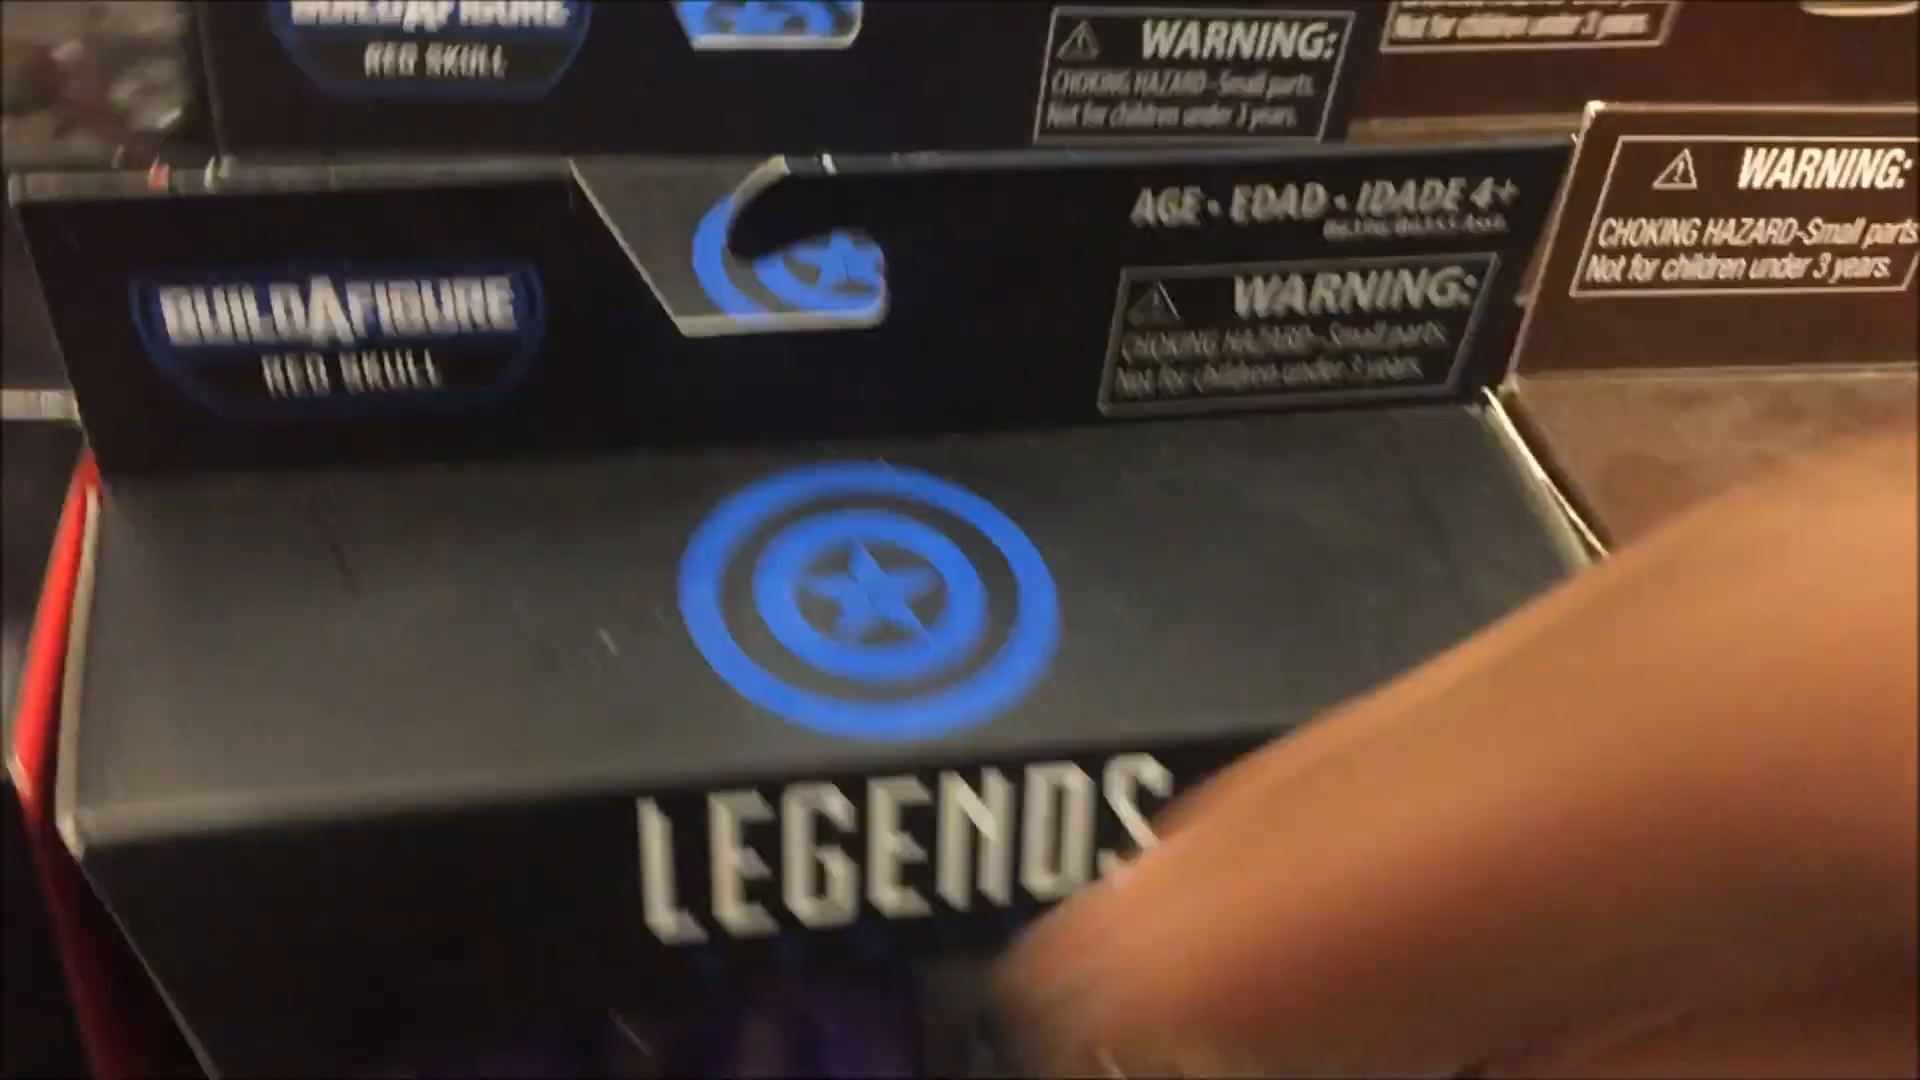 BUILDAFIGURE
RED SKULL
WARNING:
CHOKING HAZARD-Small parts.
Not for children under 3 years.
Not for children under 3 years.
WARNING:
CHOKING HAZARD-Small parts
Not for children under 3 years.
AGE • EDAD • IDADE 4+
BUILDAFIGURE
RED SKULL
WARNING:
CHOKING HAZARD-Small parts.
Not for children under 3 years.
LEGENDS